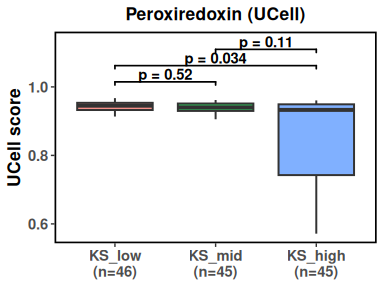 Peroxiredoxin (UCell)
p = 0.11
p = 0.034
p = 0.52
UCell score
1.0
0.8
0.6
KS_low
(n=46)
KS_mid
(n=45)
KS_high
(n=45)